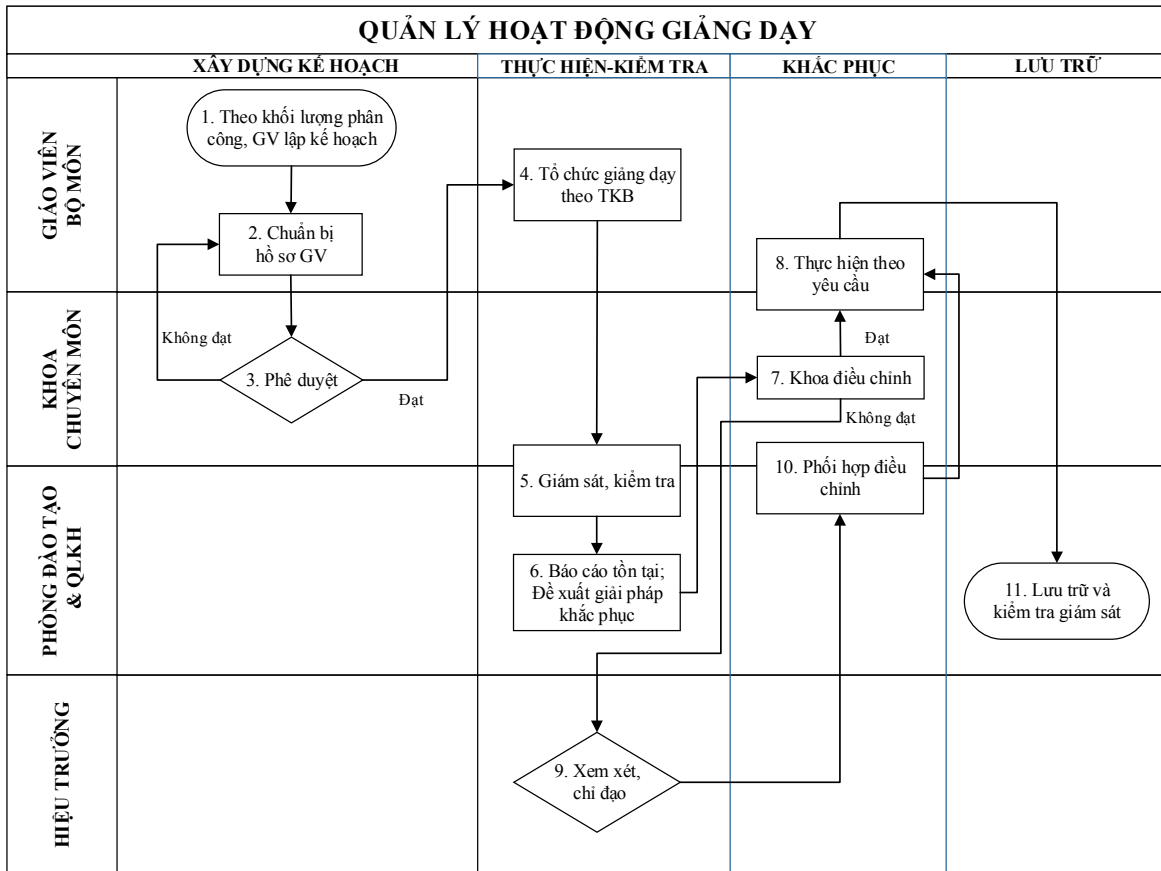 QUẢN LÝ HOẠT ĐỘNG GIẢNG DẠY
XÂY DỰNG KẾ HOẠCH
THỰC HIỆN-KIỂM TRA
KHẮC PHỤC
LƯU TRỮ
GIÁO VIÊN
BỘ MÔN
1. Theo khối lượng phân
công, GV lập kế hoạch
2. Chuẩn bị
hồ sơ GV
4. Tổ chức giảng dạy
theo TKB
8. Thực hiện theo
yêu cầu
KHOA
CHUYÊN MÔN
Không đạt
3. Phê duyệt
Đạt
Đạt
7. Khoa điều chỉnh
Không đạt
PHÒNG ĐÀO TẠO
& QLKH
5. Giám sát, kiểm tra
10. Phối hợp điều
chỉnh
6. Báo cáo tồn tại;
Đề xuất giải pháp
khắc phục
11. Lưu trữ và
kiểm tra giám sát
HIỆU TRƯỞNG
9. Xem xét,
chỉ đạo